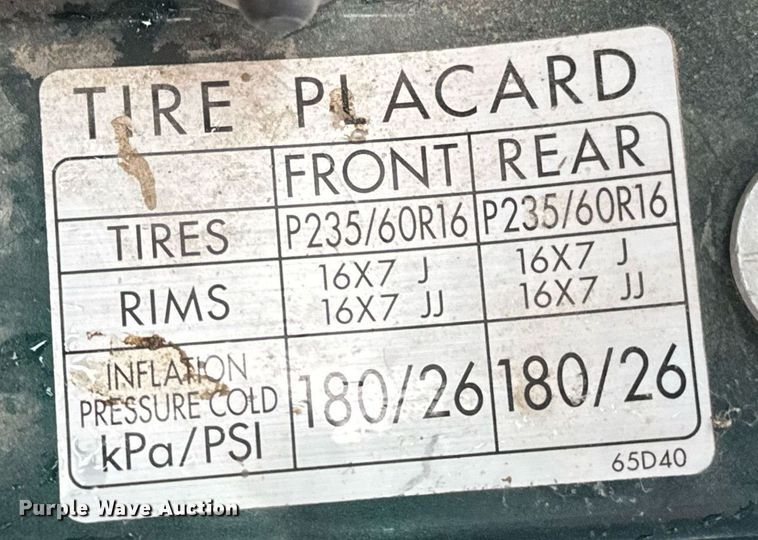 TIRE PLACARD
FRONT REAR
TIRES P235/60R16 P235/60R16
RIMS 16X7 J 16X7 J
16X7 JJ 16X7 JJ
INFLATION
PRESSURE COLD
kPa/PSI 180/26 180/26
65D40
Purple Wave Auction